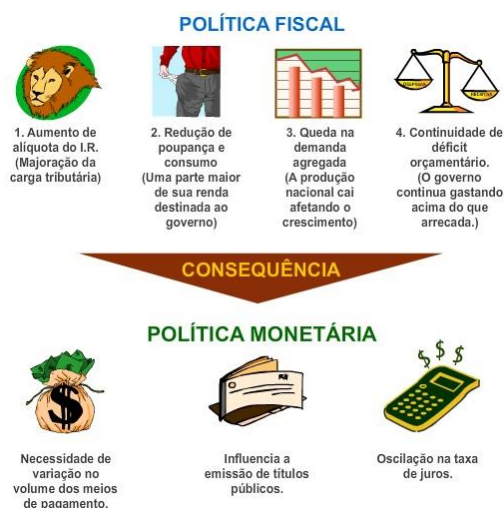 POLÍTICA FISCAL
1. Aumento de
alíquota do I.R.
(Majoração da
carga tributária)
2. Redução de
poupança e
consumo
(Uma parte maior
de sua renda
destinada ao
governo)
3. Queda na
demanda
agregada
(A produção
nacional cai
afetando o
crescimento)
4. Continuidade de
déficit
orçamentário.
(O governo
continua gastando
acima do que
arrecada.)
DESPESAS
RECEITAS
CONSEQUÊNCIA
POLÍTICA MONETÁRIA
$
$ $ $
Necessidade de
variação no
volume dos meios
de pagamento.
Influencia a
emissão de títulos
públicos.
Oscilação na taxa
de juros.